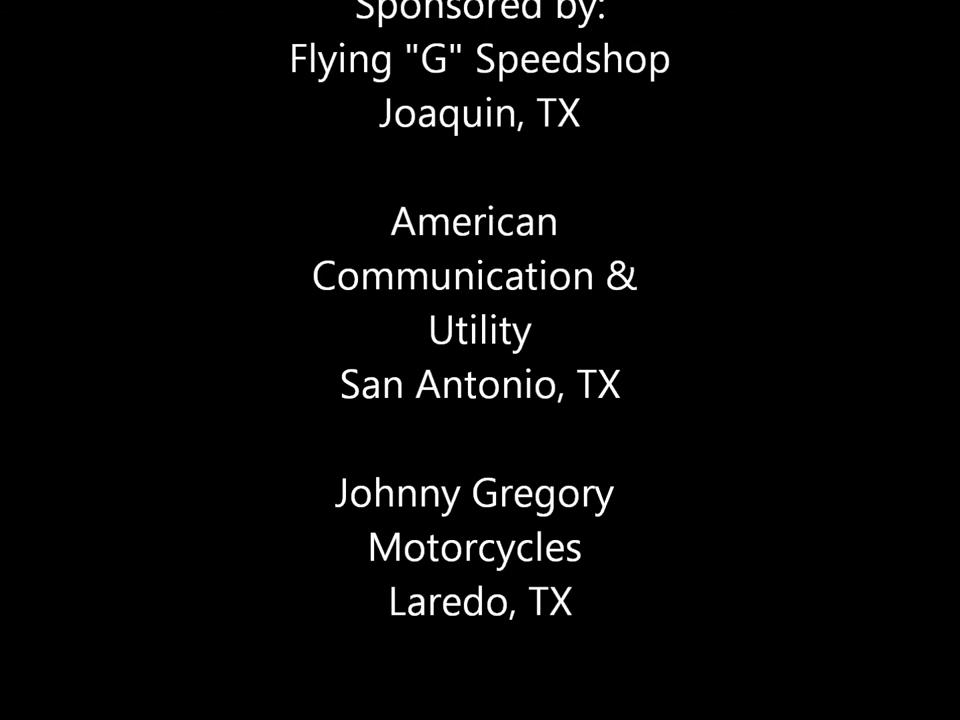 Sponsored by:
Flying "G" Speedshop
Joaquin, TX
American
Communication &
Utility
San Antonio, TX
Johnny Gregory
Motorcycles
Laredo, TX